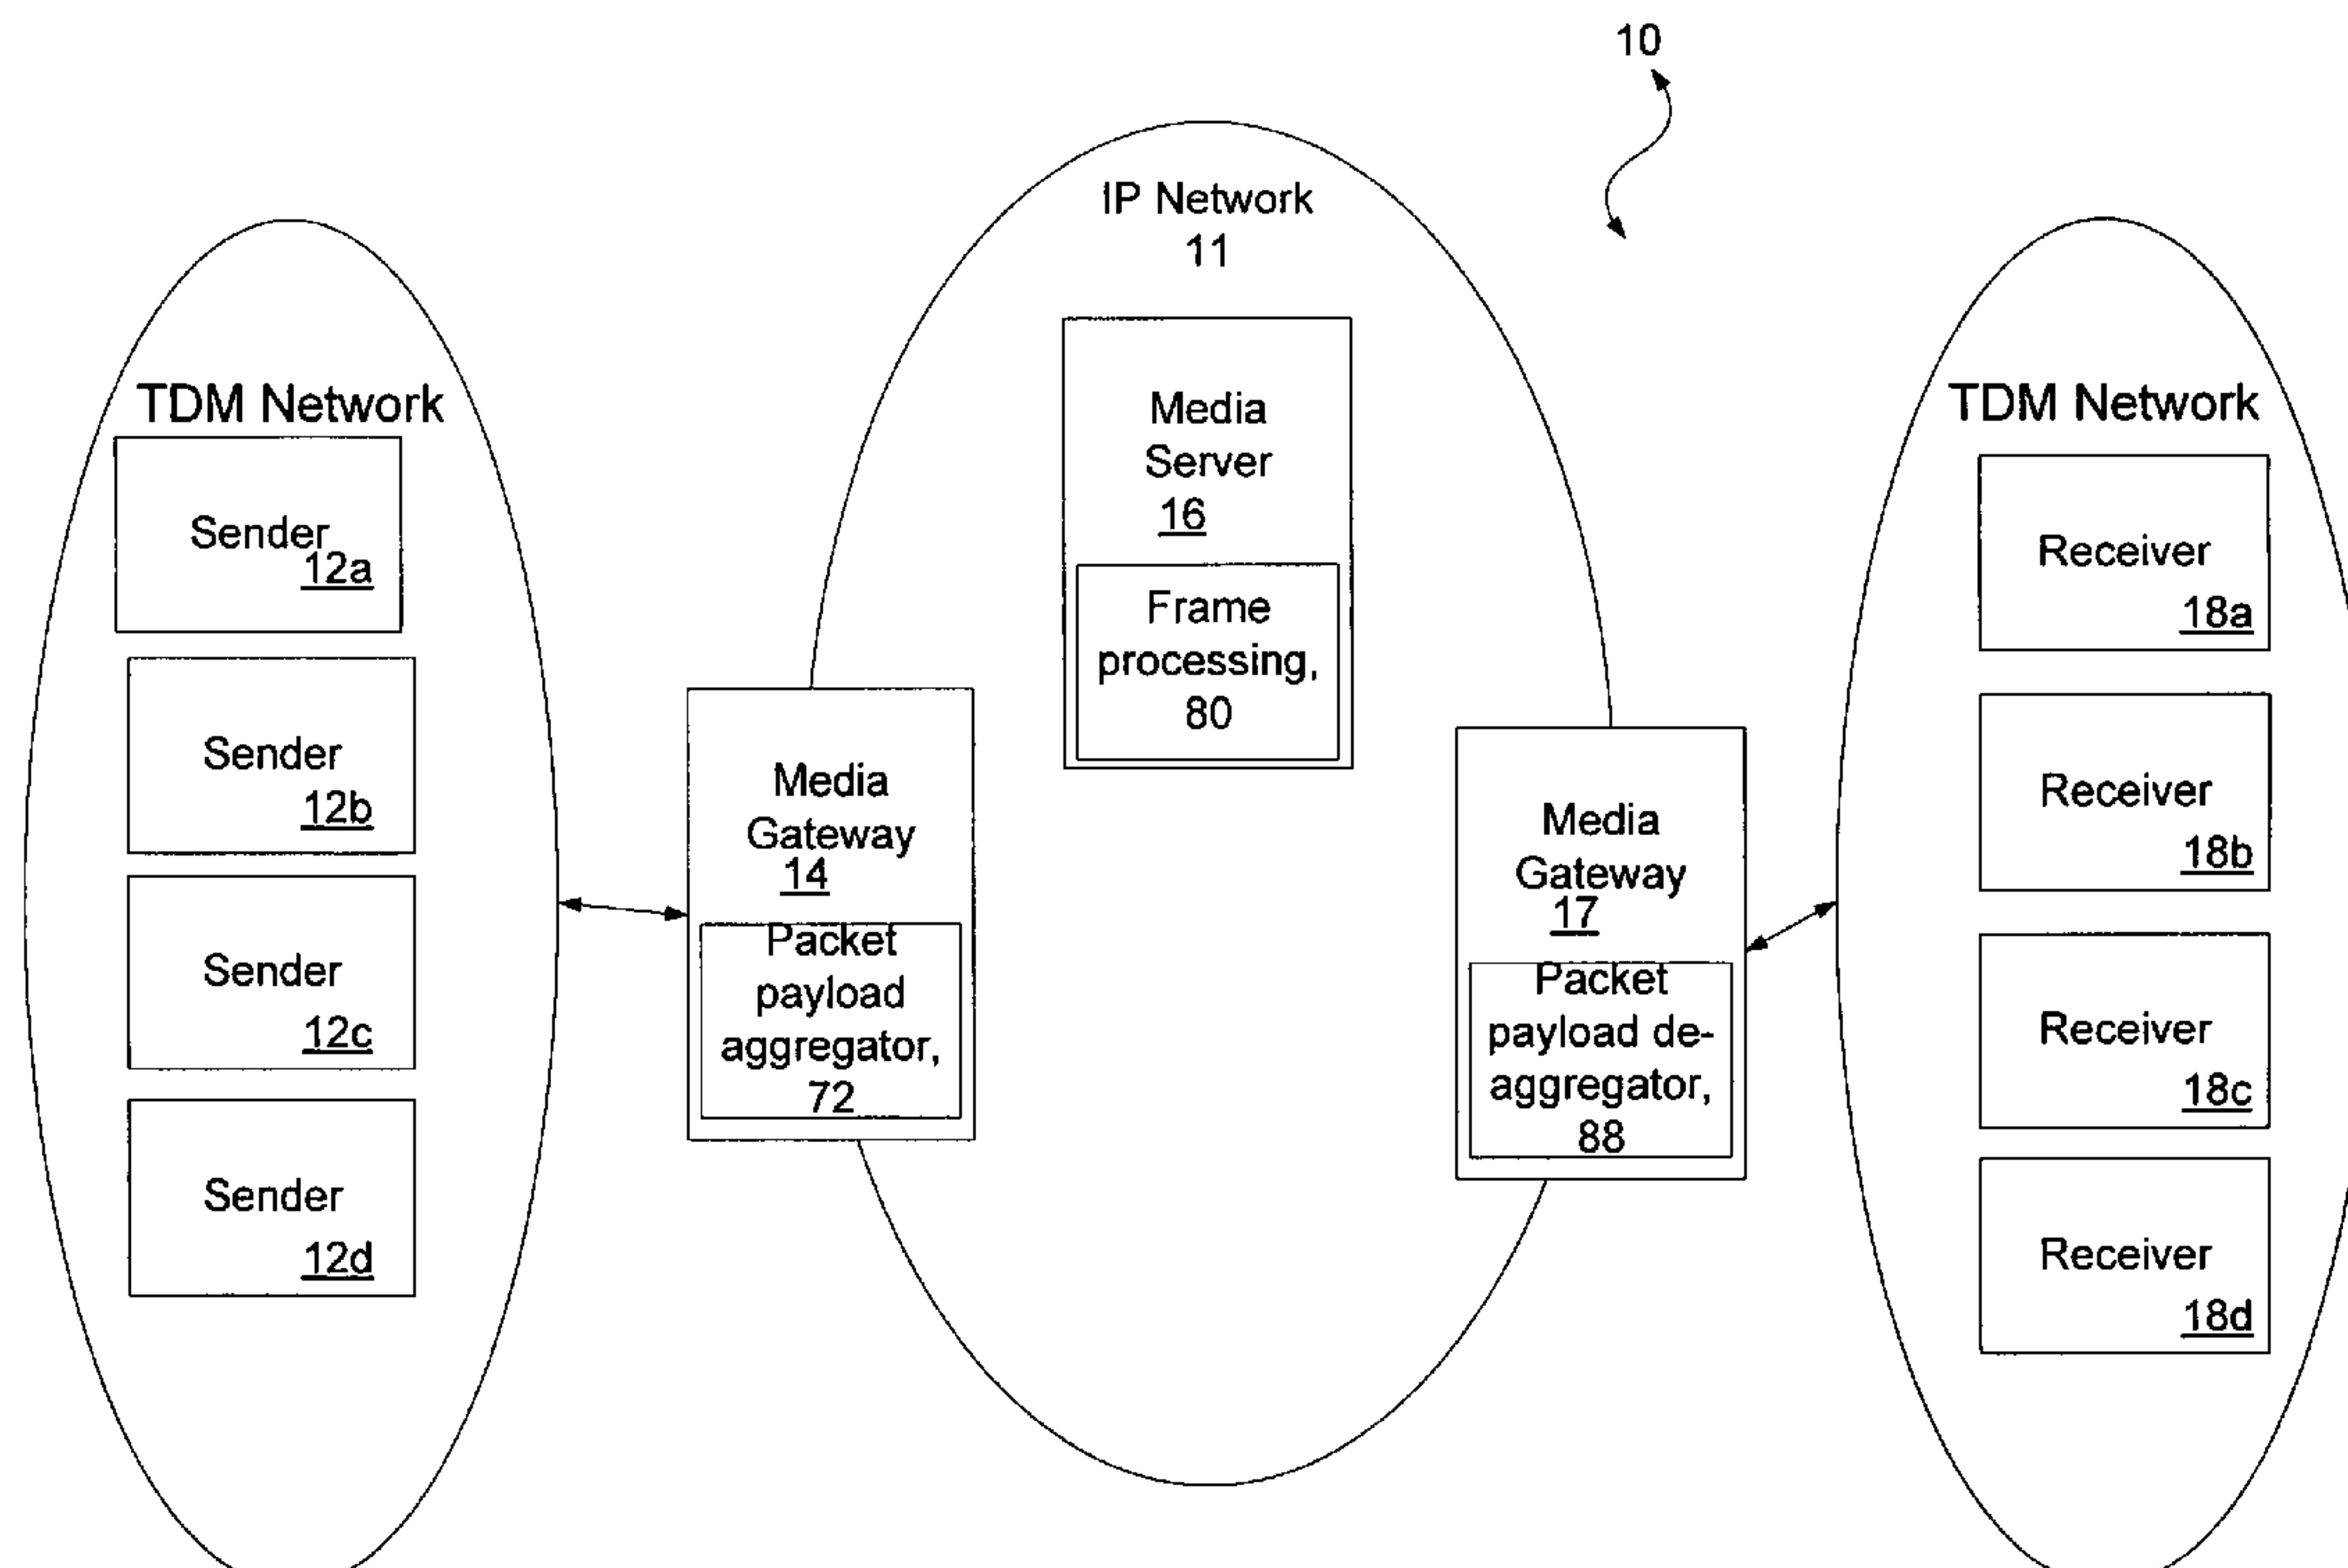 10
IP Network
11
TDM Network
Sender
12a
Sender
12b
Sender
12c
Sender
12d
Media
Server
16
Frame
processing,
80
Media
Gateway
14
Packet
payload
aggregator,
72
Media
Gateway
17
Packet
payload de-
aggregator,
88
TDM Network
Receiver
18a
Receiver
18b
Receiver
18c
Receiver
18d